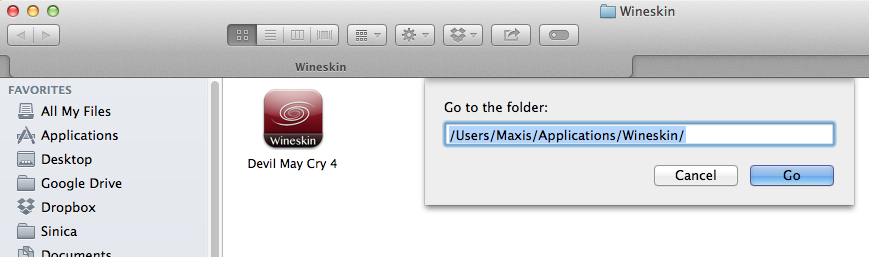 Wineskin
Wineskin
FAVORITES
All My Files
Applications
Desktop
Google Drive
Dropbox
Sinica
Documents
Wineskin
Devil May Cry 4
Go to the folder:
/Users/Maxis/Applications/Wineskin/
Cancel
Go